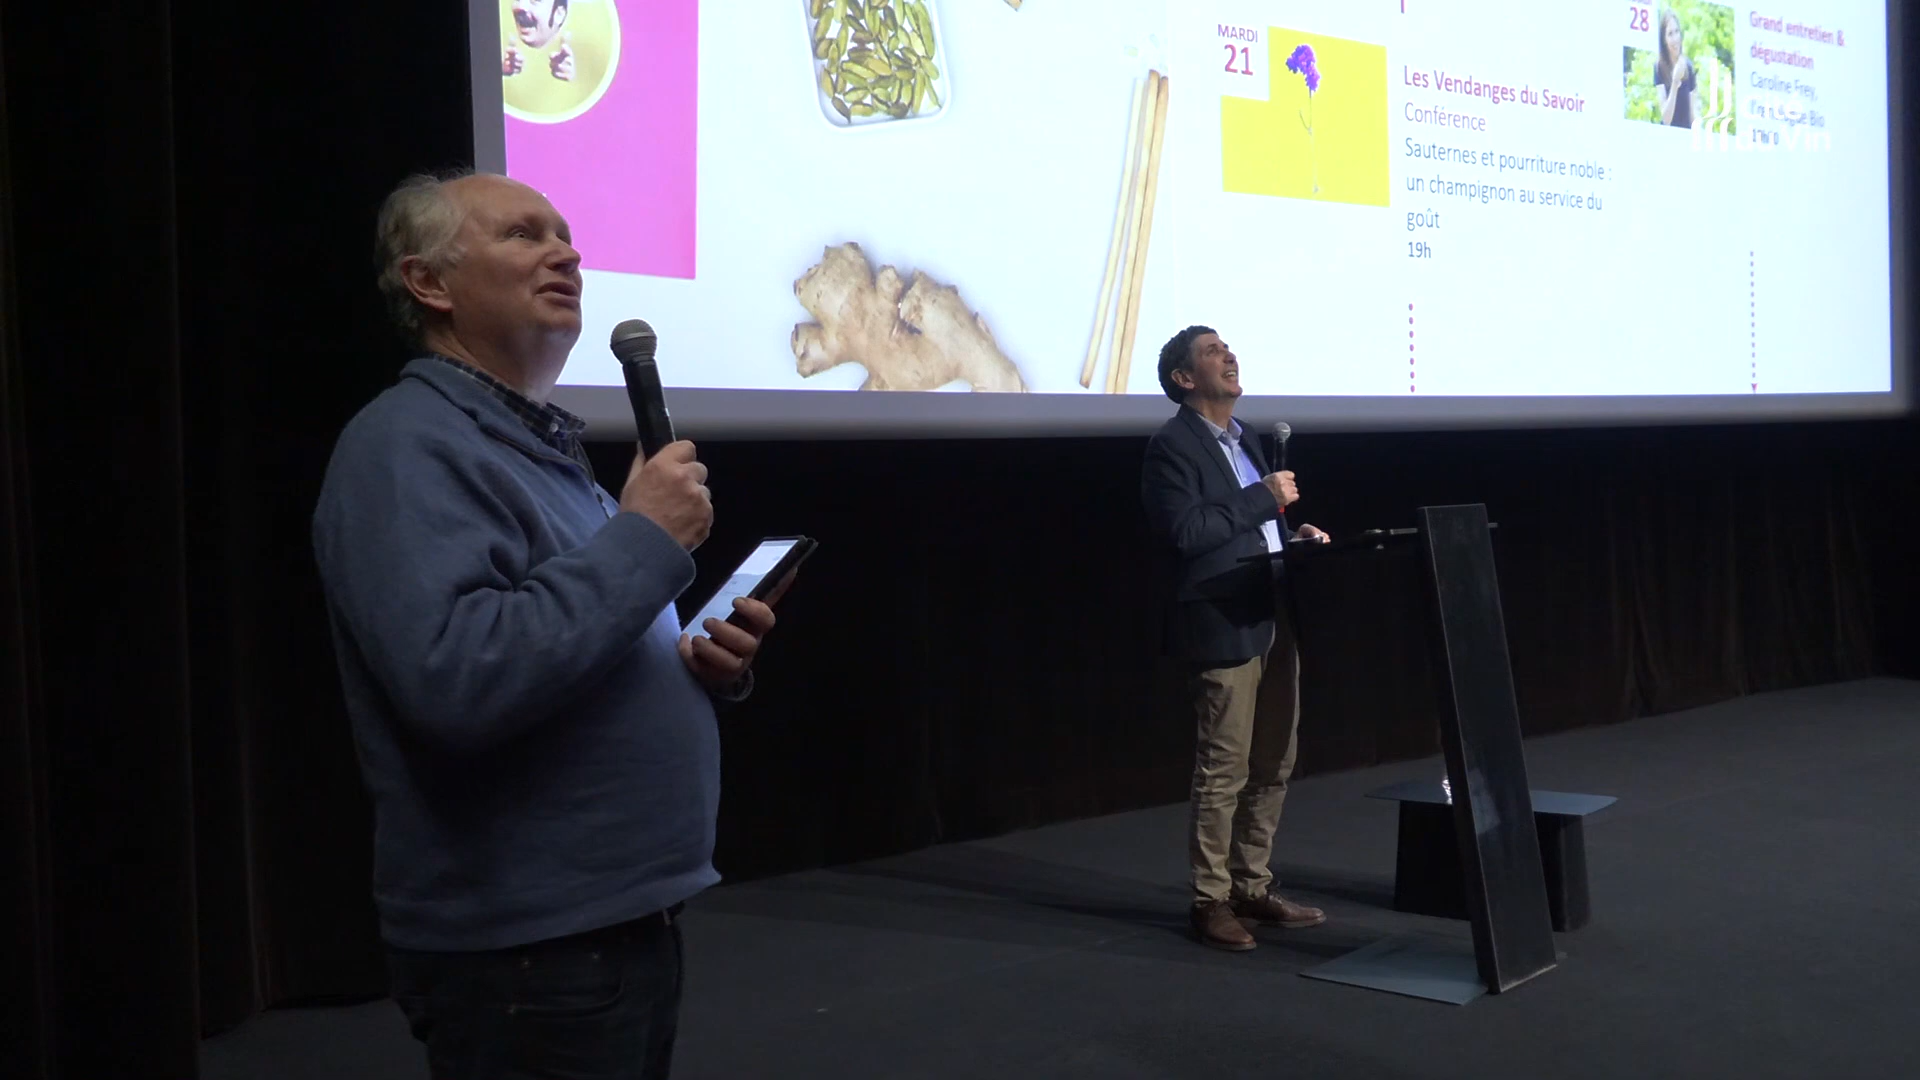 MARDI
21
Les Vendanges du Savoir
Conférence
Sauternes et pourriture noble :
un champignon au service du
goût
19h
28
Grand entretien &
dégustation
Caroline Frey,